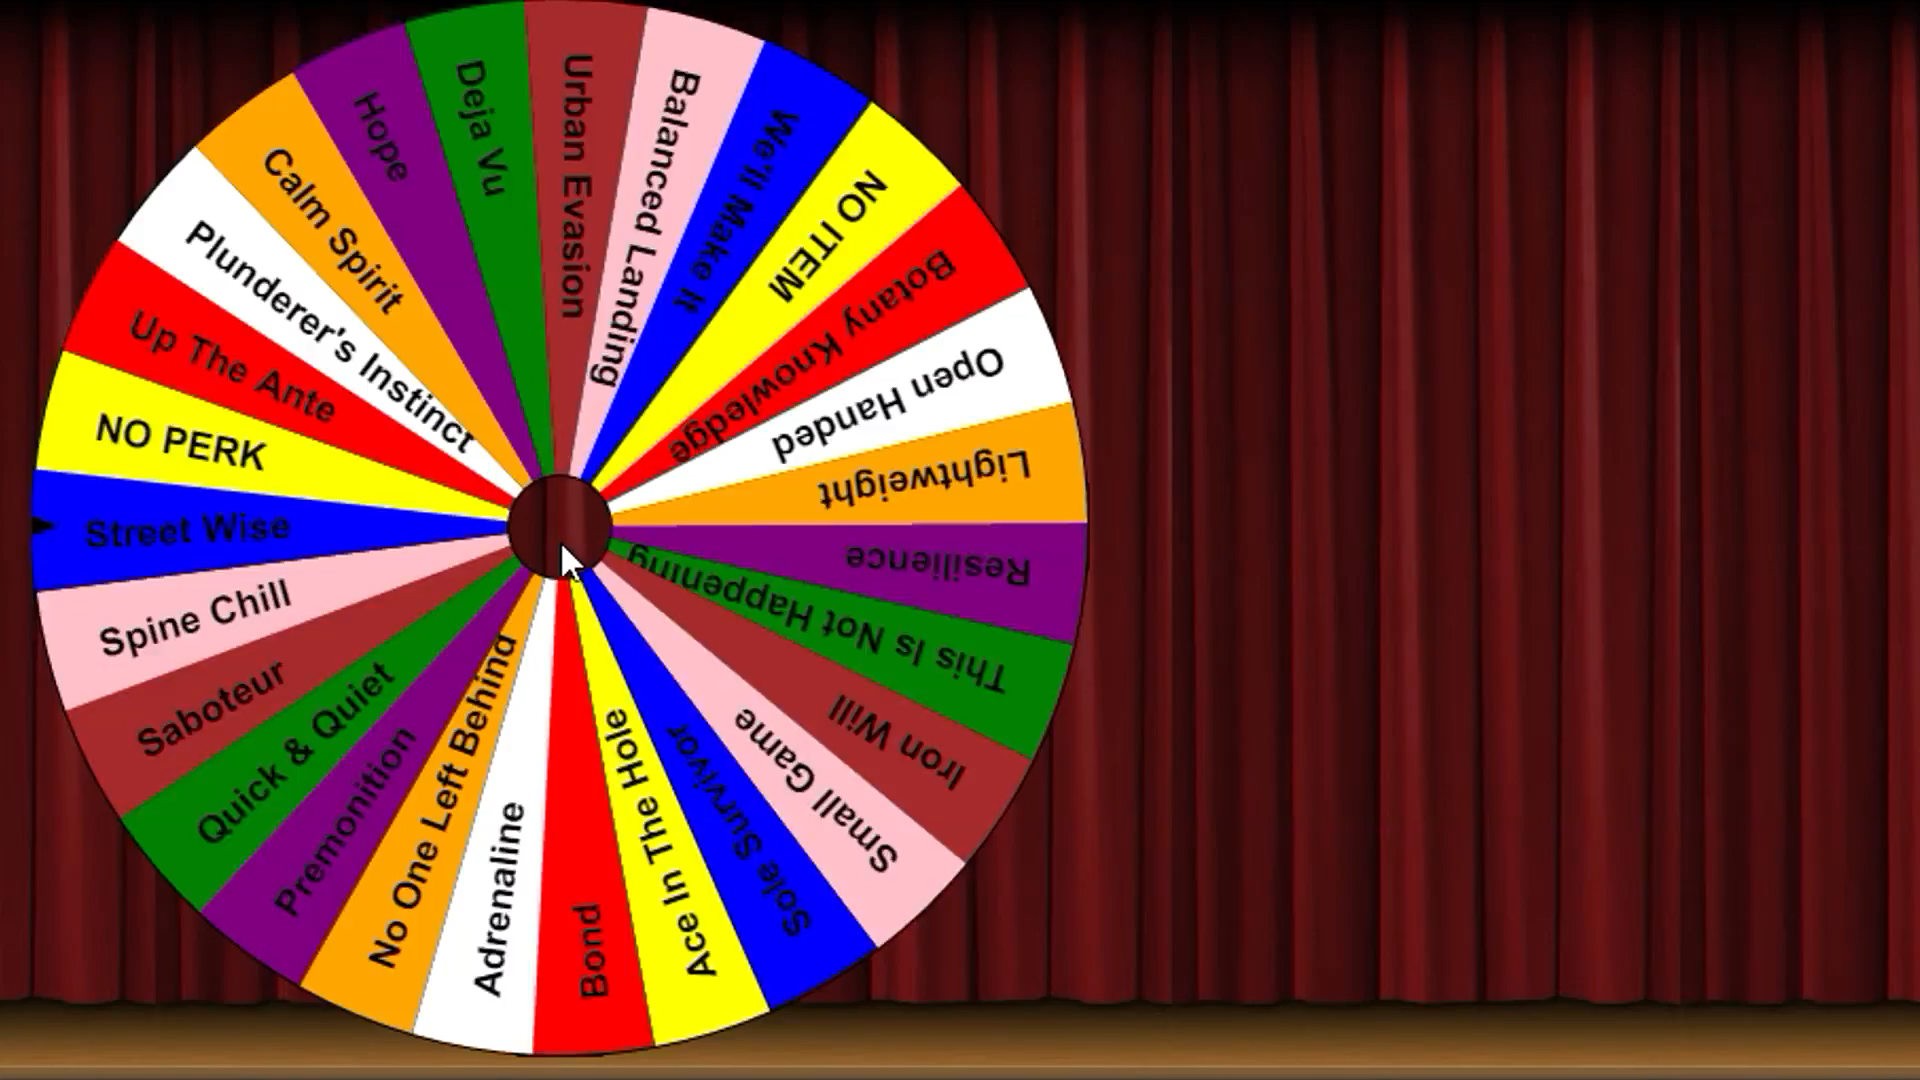 Urban Evasion
Balanced Landing
We'll Make It
NO ITEM
Botany Knowledge
Open Handed
Lightweight
Resilience
This Is Not Happening
Iron Will
Small Game
Sole Survivor
Ace In The Hole
Bond
Adrenaline
No One Left Behind
Premonition
Quick & Quiet
Saboteur
Spine Chill
Street Wise
NO PERK
Up The Ante
Plunderer's Instinct
Calm Spirit
Hope
Deja Vu